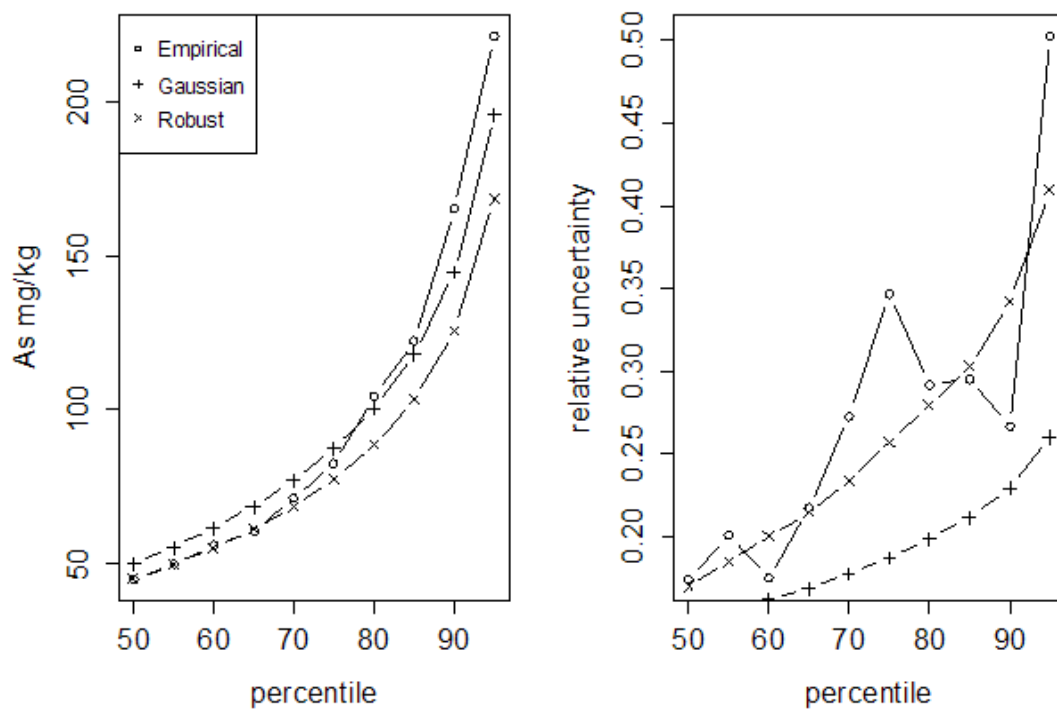 Empirical
Gaussian
Robust
As mg/kg
200
150
100
50
50 60 70 80 90
percentile
relative uncertainty
0.50
0.45
0.40
0.35
0.30
0.25
0.20
50 60 70 80 90
percentile